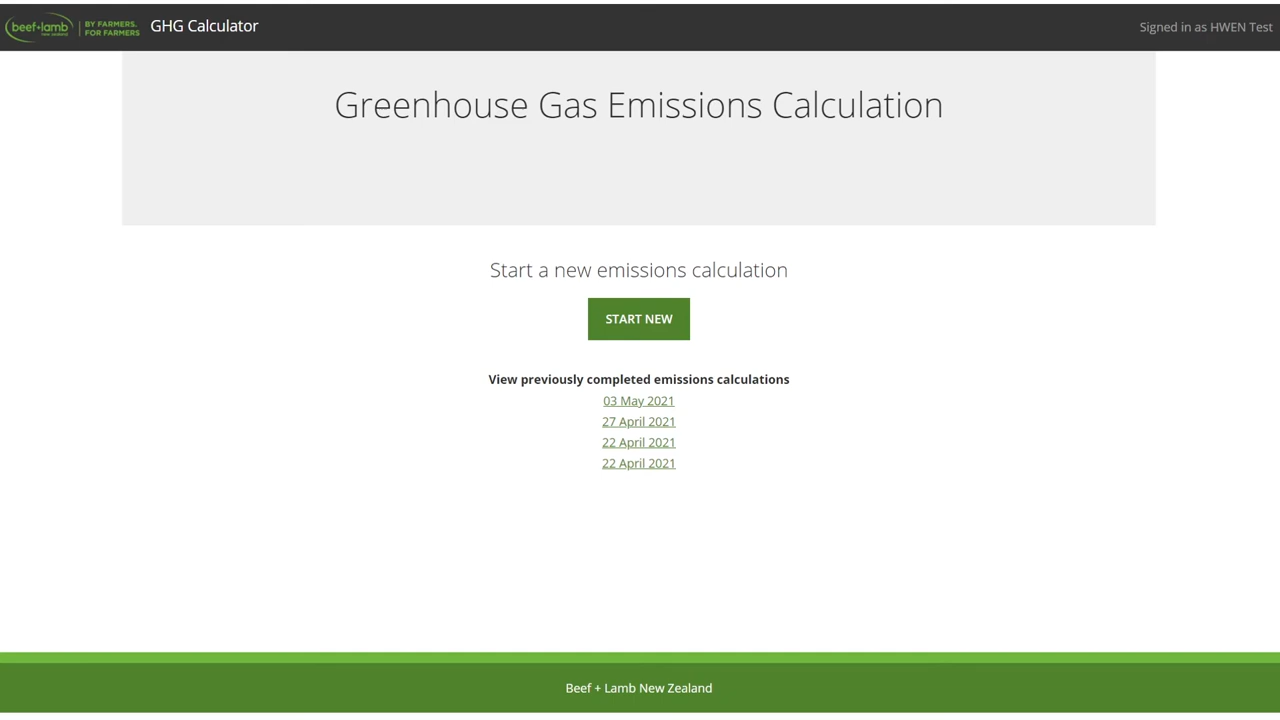 beef+lamb
new zealand
BY FARMERS.
FOR FARMERS
GHG Calculator
Signed in as HWEN Test
Greenhouse Gas Emissions Calculation
Start a new emissions calculation
START NEW
View previously completed emissions calculations
03 May 2021
27 April 2021
22 April 2021
22 April 2021
Beef + Lamb New Zealand